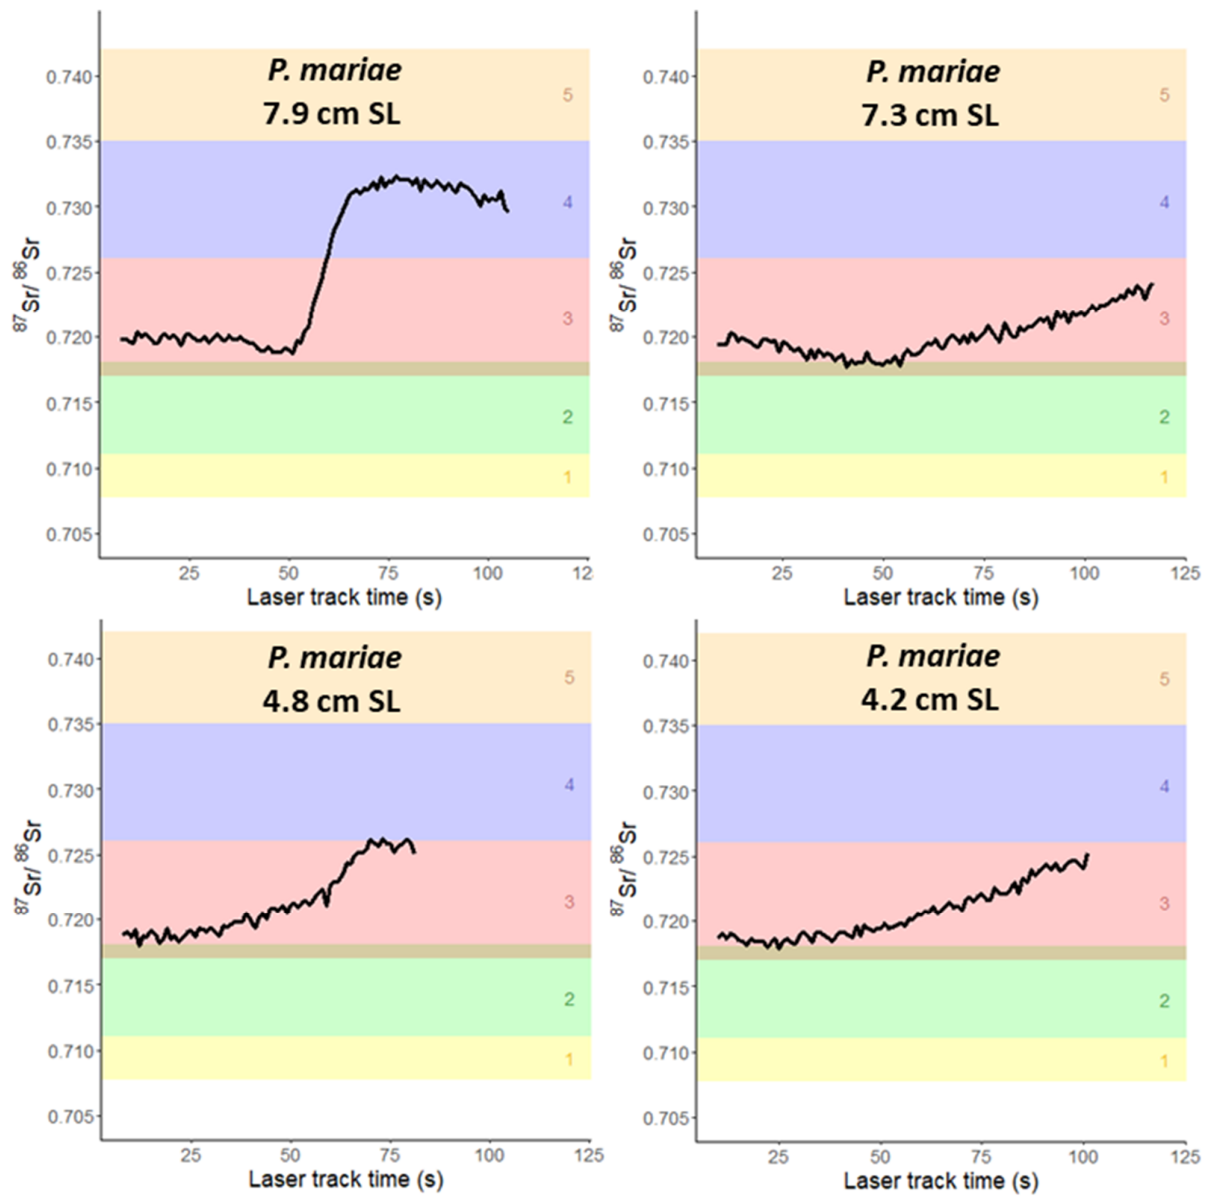 P. mariae
7.9 cm SL
0.740
0.735
0.730
0.725
0.720
0.715
0.710
0.705
87Sr/ 86Sr
5
4
3
2
1
25 50 75 100 12
Laser track time (s)
P. mariae
7.3 cm SL
0.740
0.735
0.730
0.725
0.720
0.715
0.710
0.705
87Sr/ 86Sr
5
4
3
2
1
25 50 75 100 125
Laser track time (s)
P. mariae
4.8 cm SL
0.740
0.735
0.730
0.725
0.720
0.715
0.710
0.705
87Sr/ 86Sr
5
4
3
2
1
25 50 75 100 125
Laser track time (s)
P. mariae
4.2 cm SL
0.740
0.735
0.730
0.725
0.720
0.715
0.710
0.705
87Sr/ 86Sr
5
4
3
2
1
25 50 75 100 125
Laser track time (s)